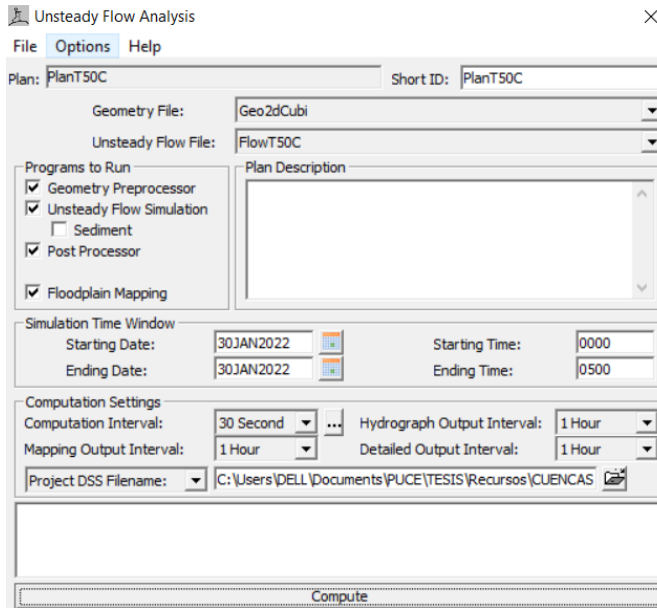 Unsteady Flow Analysis
File Options Help
Plan: PlanT50C Short ID: PlanT50C
Geometry File: Geo2dCubi
Unsteady Flow File: FlowT50C
Programs to Run Plan Description
Geometry Preprocessor
Unsteady Flow Simulation
Sediment
Post Processor
Floodplain Mapping
Simulation Time Window
Starting Date: 30JAN2022 Starting Time: 0000
Ending Date: 30JAN2022 Ending Time: 0500
Computation Settings
Computation Interval: 30 Second ... Hydrograph Output Interval: 1 Hour
Mapping Output Interval: 1 Hour Detailed Output Interval: 1 Hour
Project DSS Filename: C:\Users\DELL\Documents\PUCE\TESIS\Recursos\CUENCAS
Compute